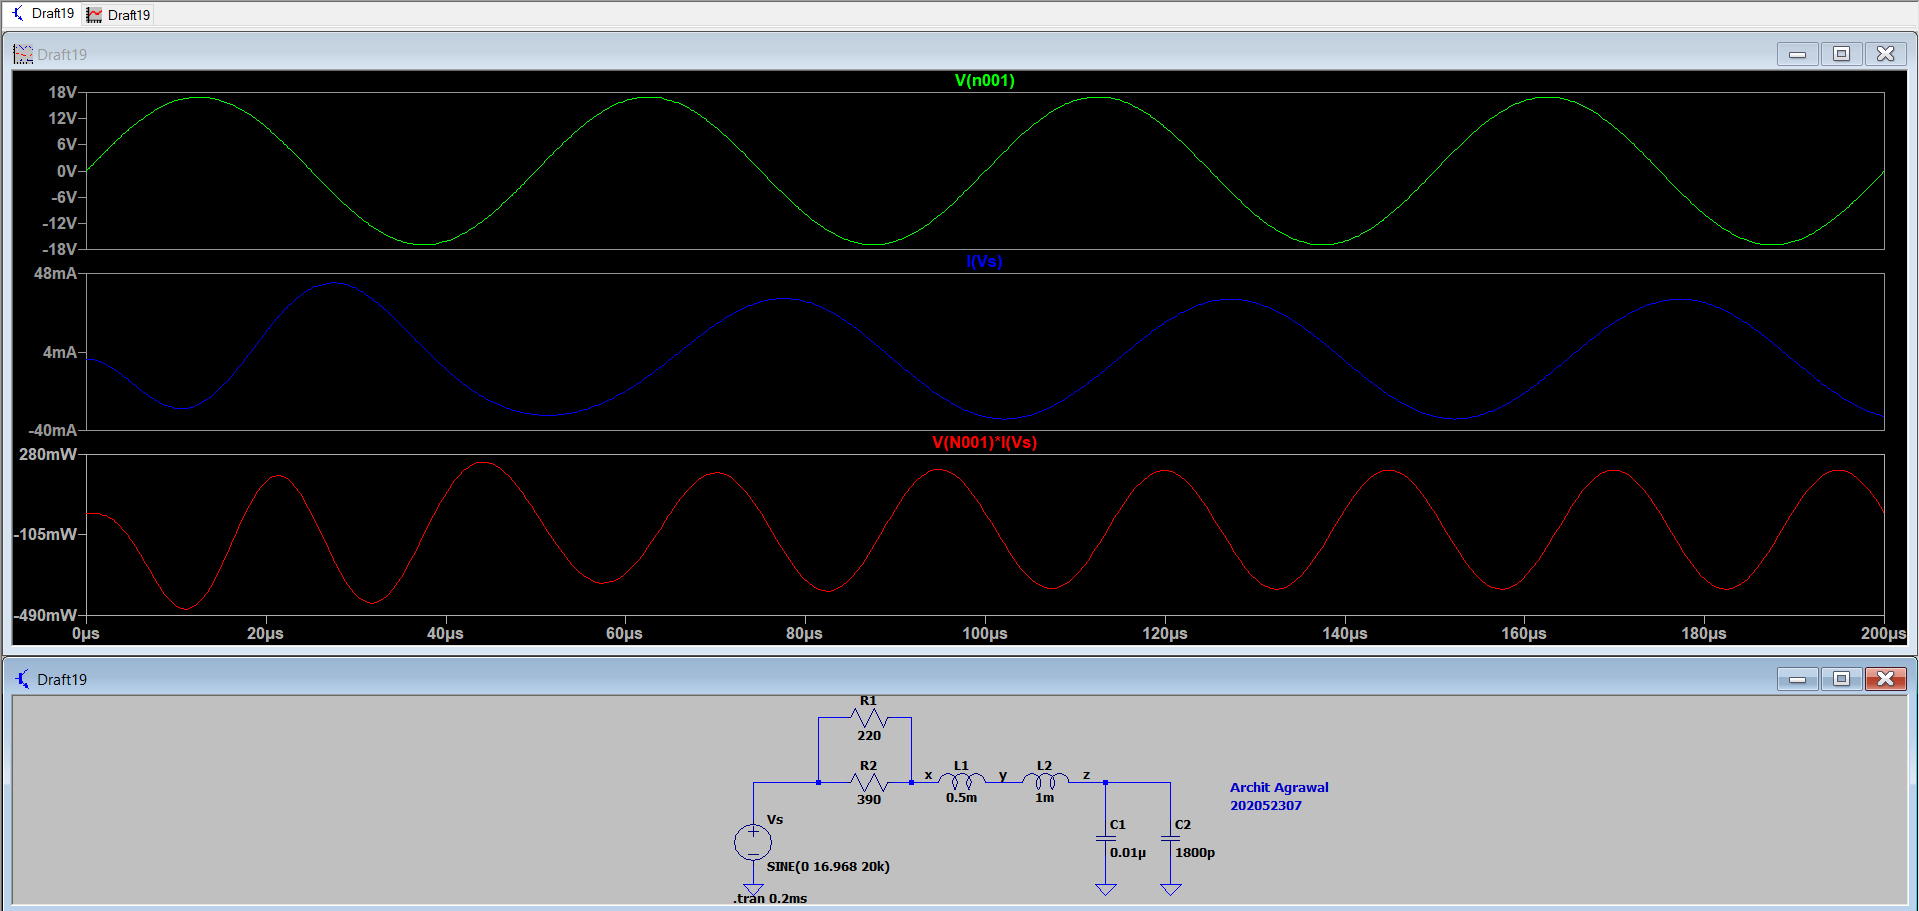 Draft19 Draft19
Draft19
V(n001)
18V
12V
6V
0V
-6V
-12V
-18V
I(Vs)
48mA
4mA
-40mA
V(N001)*I(Vs)
280mW
-105mW
-490mW
0µs 20µs 40µs 60µs 80µs 100µs 120µs 140µs 160µs 180µs 200µs
Draft19
R1
220
R2
390
x
L1
0.5m
y
L2
1m
z
Vs
SINE(0 16.968 20k)
.tran 0.2ms
C1
0.01µ
C2
1800p
Archit Agrawal
202052307